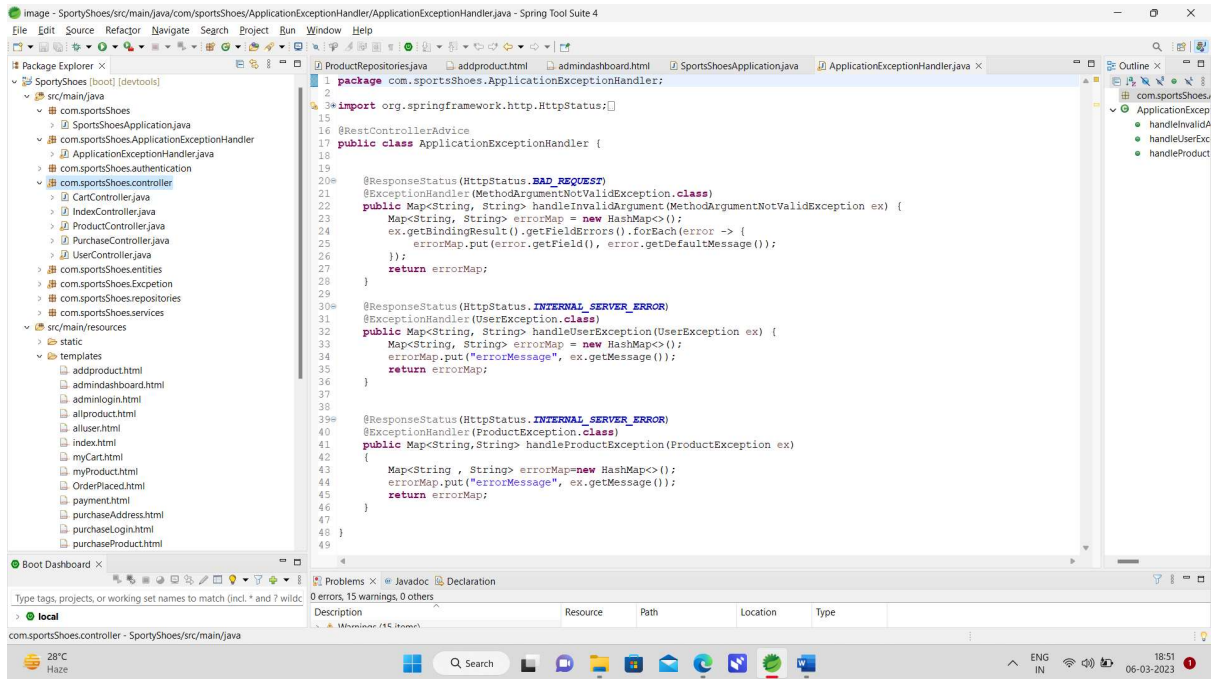 image - SportyShoes/src/main/java/com/sportsShoes/ApplicationExceptionHandler/ApplicationExceptionHandler.java - Spring Tool Suite 4
File Edit Source Refactor Navigate Search Project Run Window Help
Package Explorer
SportyShoes [boot] [devtools]
src/main/java
com.sportsShoes
SportsShoesApplication.java
com.sportsShoes.ApplicationExceptionHandler
ApplicationExceptionHandler.java
com.sportsShoes.authentication
com.sportsShoes.controller
CartController.java
IndexController.java
ProductController.java
PurchaseController.java
UserController.java
com.sportsShoes.entities
com.sportsShoes.Excpetion
com.sportsShoes.repositories
com.sportsShoes.services
src/main/resources
static
templates
addproduct.html
admindashboard.html
adminlogin.html
allproduct.html
alluser.html
index.html
myCart.html
myProduct.html
OrderPlaced.html
payment.html
purchaseAddress.html
purchaseLogin.html
purchaseProduct.html
Boot Dashboard
Type tags, projects, or working set names to match (incl. * and ? wildc
local
ProductRepositories.java addproduct.html admindashboard.html SportsShoesApplication.java ApplicationExceptionHandler.java
1 package com.sportsShoes.ApplicationExceptionHandler;
2
3 import org.springframework.http.HttpStatus;
15
16 @RestControllerAdvice
17 public class ApplicationExceptionHandler {
18
19
20 @ResponseStatus(HttpStatus.BAD_REQUEST)
21 @ExceptionHandler(MethodArgumentNotValidException.class)
22 public Map<String, String> handleInvalidArgument(MethodArgumentNotValidException ex) {
23 Map<String, String> errorMap = new HashMap<>();
24 ex.getBindingResult().getFieldErrors().forEach(error -> {
25 errorMap.put(error.getField(), error.getDefaultMessage());
26 });
27 return errorMap;
28 }
29
30 @ResponseStatus(HttpStatus.INTERNAL_SERVER_ERROR)
31 @ExceptionHandler(UserException.class)
32 public Map<String, String> handleUserException(UserException ex) {
33 Map<String, String> errorMap = new HashMap<>();
34 errorMap.put("errorMessage", ex.getMessage());
35 return errorMap;
36 }
37
38
39 @ResponseStatus(HttpStatus.INTERNAL_SERVER_ERROR)
40 @ExceptionHandler(ProductException.class)
41 public Map<String,String> handleProductException(ProductException ex)
42 {
43 Map<String , String> errorMap=new HashMap<>();
44 errorMap.put("errorMessage", ex.getMessage());
45 return errorMap;
46 }
47
48 }
49
Outline
com.sportsShoes.
ApplicationExcep
handleInvalidA
handleUserExc
handleProduct
Problems Javadoc Declaration
0 errors, 15 warnings, 0 others
Description Resource Path Location Type
Warnings (15 items)
com.sportsShoes.controller - SportyShoes/src/main/java
28°C
Haze
Search
ENG
IN
18:51
06-03-2023
1